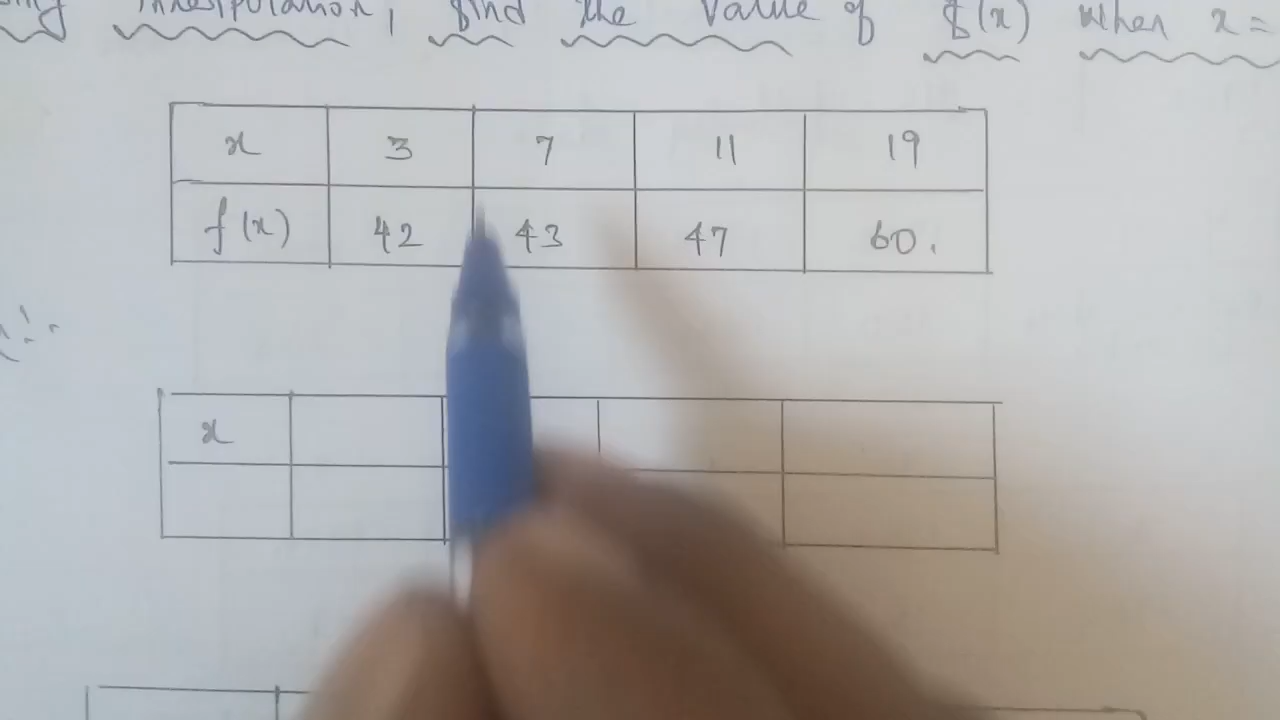 Interpolation, find the value of f(x) when x =
x 3 7 11 19
f(x) 42 43 47 60.
x